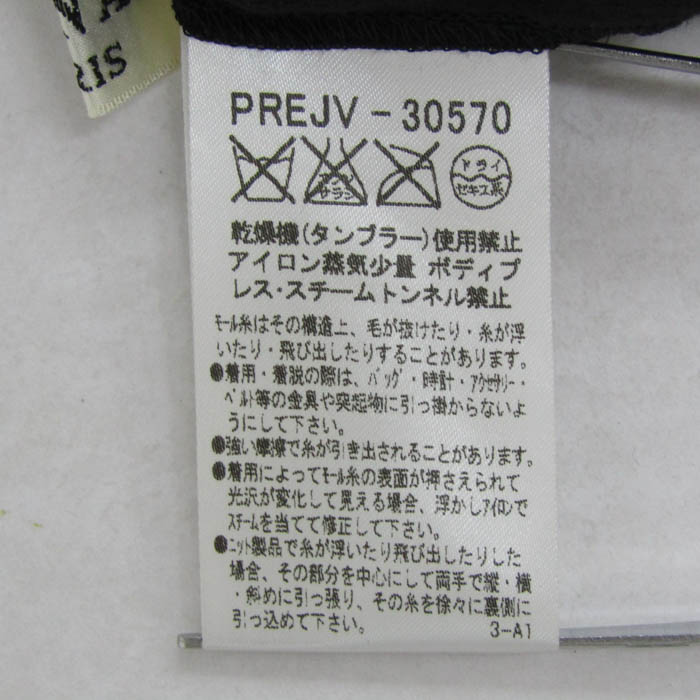 RIS
PREJV-30570
エンソ
サラシ
ドライ
セキユ系
乾燥機(タンブラー)使用禁止
アイロン蒸気少量 ボディプ
レス・スチームトンネル禁止
ﾓｰﾙ糸はその構造上、毛が抜けたり・糸が浮
いたり・飛び出したりすることがあります。
●着用・着脱の際は、ﾊﾞｯｸﾞ・時計・ｱｸｾｻﾘｰ・
ﾍﾞﾙﾄ等の金具や突起物に引っ掛からないよ
うにして下さい。
●強い摩擦で糸が引き出されることがあります。
●着用によってﾓｰﾙ糸の表面が押さえられて
光沢が変化して見える場合、浮かしｱｲﾛﾝで
ｽﾁｰﾑを当てて修正して下さい。
●ﾆｯﾄ製品で糸が浮いたり飛び出したりした
場合、その部分を中心にして両手で縦・横
・斜めに引っ張り、その糸を徐々に裏側に
引っ込めて下さい。
3-A1